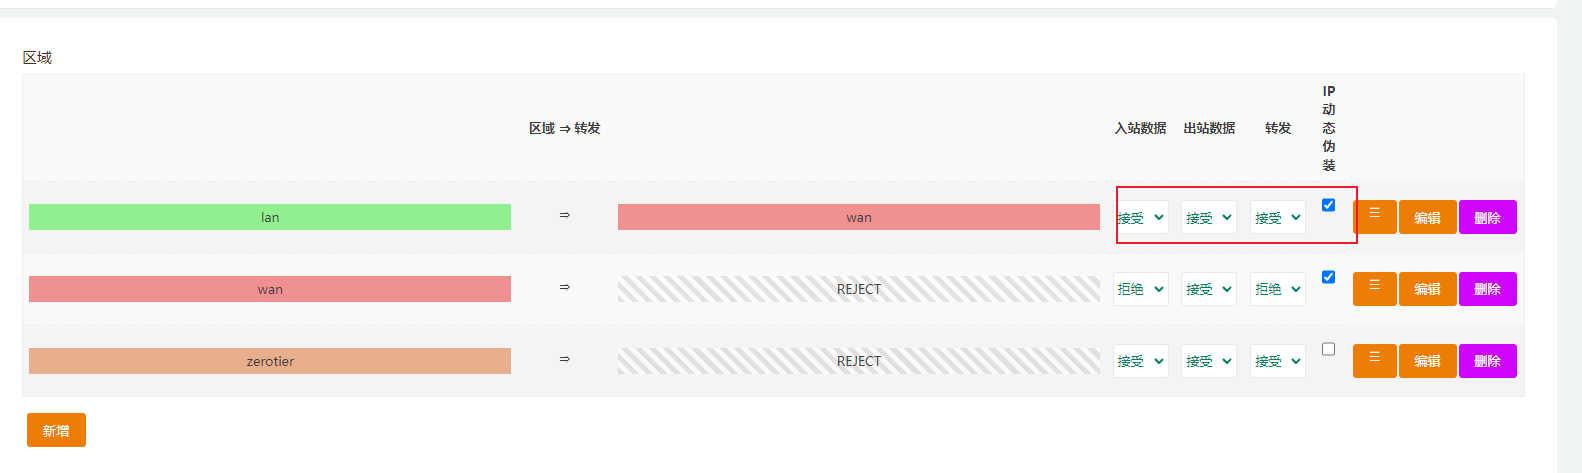 区域
区域 ⇒ 转发
入站数据
出站数据
转发
IP
动
态
伪
装
lan ⇒ wan 接受 接受 接受 ☰ 编辑 删除
wan ⇒ REJECT 拒绝 接受 拒绝 ☰ 编辑 删除
zerotier ⇒ REJECT 接受 接受 接受 ☰ 编辑 删除
新增